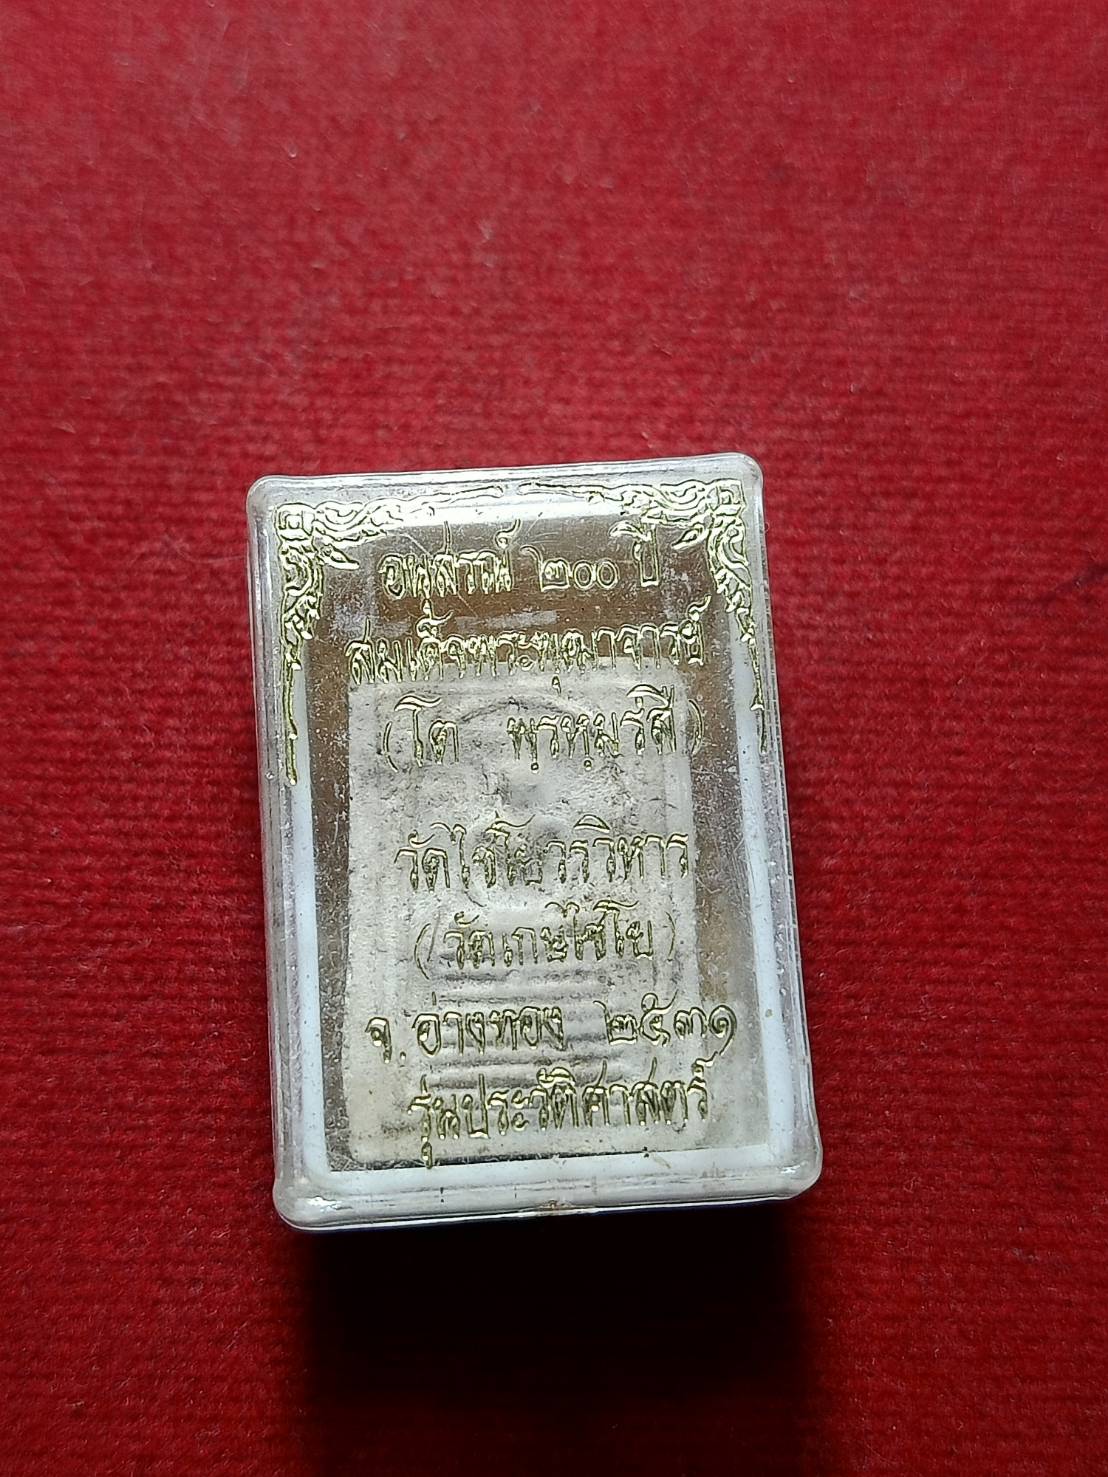 อนุสรณ์ ๒๐๐ ปี
สมเด็จพระพุฒาจารย์
(โต พฺรหฺมรํสี)
วัดไชโยวรวิหาร
(วัดเกษไชโย)
จ.อ่างทอง ๒๕๓๑
รุ่นประวัติศาสตร์